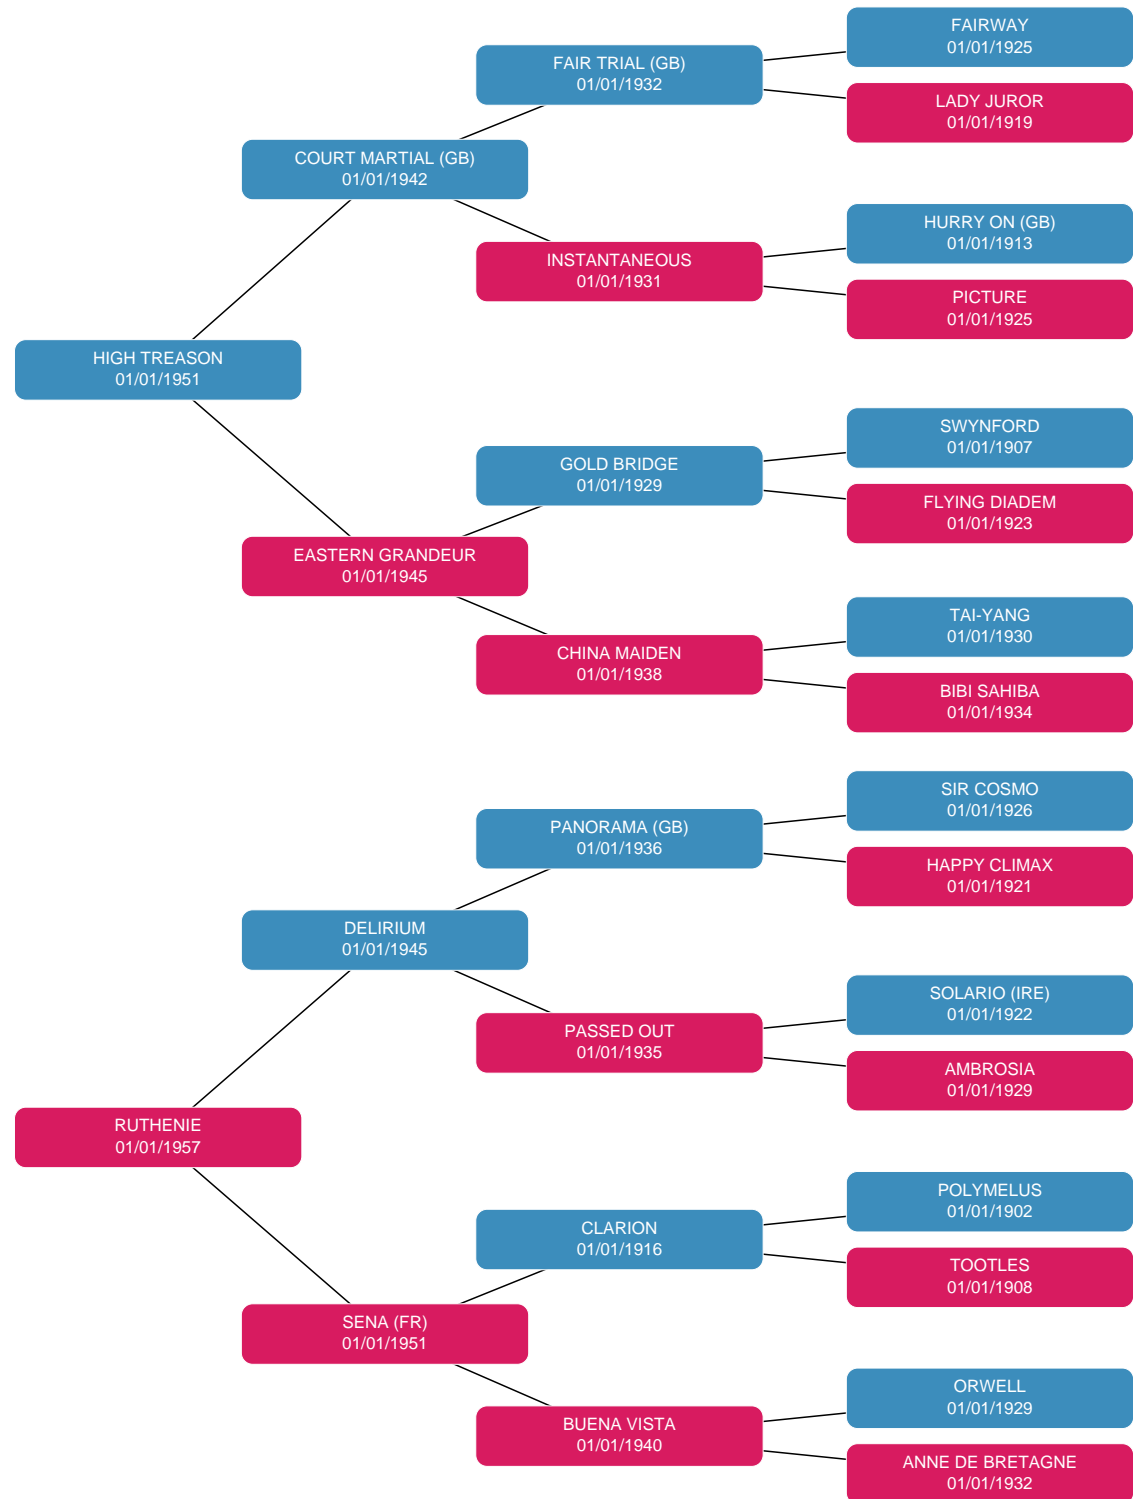 FAIRWAY
01/01/1925
FAIR TRIAL (GB)
01/01/1932
LADY JUROR
01/01/1919
COURT MARTIAL (GB)
01/01/1942
HURRY ON (GB)
01/01/1913
INSTANTANEOUS
01/01/1931
PICTURE
01/01/1925
HIGH TREASON
01/01/1951
SWYNFORD
01/01/1907
GOLD BRIDGE
01/01/1929
FLYING DIADEM
01/01/1923
EASTERN GRANDEUR
01/01/1945
TAI-YANG
01/01/1930
CHINA MAIDEN
01/01/1938
BIBI SAHIBA
01/01/1934
SIR COSMO
01/01/1926
PANORAMA (GB)
01/01/1936
HAPPY CLIMAX
01/01/1921
DELIRIUM
01/01/1945
SOLARIO (IRE)
01/01/1922
PASSED OUT
01/01/1935
AMBROSIA
01/01/1929
RUTHENIE
01/01/1957
POLYMELUS
01/01/1902
CLARION
01/01/1916
TOOTLES
01/01/1908
SENA (FR)
01/01/1951
ORWELL
01/01/1929
BUENA VISTA
01/01/1940
ANNE DE BRETAGNE
01/01/1932